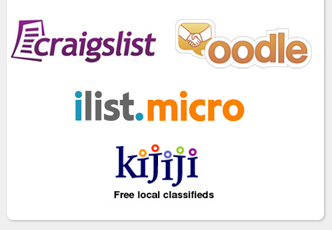 craigslist
oodle
ilist.micro
kijiji
Free local classifieds